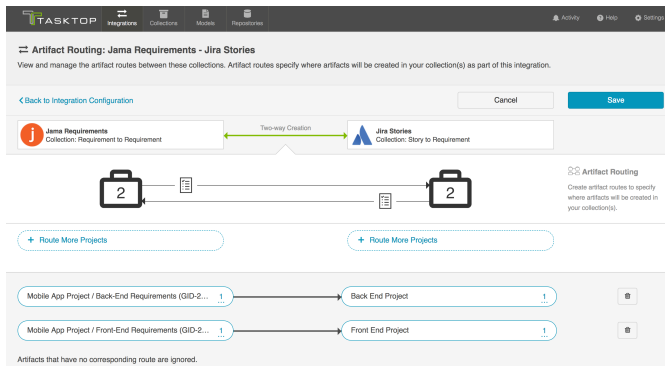 TASKTOP
Integrations
Collections
Models
Repositories
Activity
Help
Settings
Artifact Routing: Jama Requirements - Jira Stories
View and manage the artifact routes between these collections. Artifact routes specify where artifacts will be created in your collection(s) as part of this integration.
Back to Integration Configuration
Cancel
Save
j
Jama Requirements
Collection: Requirement to Requirement
Two-way Creation
Jira Stories
Collection: Story to Requirement
2
2
Artifact Routing
Create artifact routes to specify
where artifacts will be created in
your collection(s).
+ Route More Projects
+ Route More Projects
Mobile App Project / Back-End Requirements (GID-2... 1
Back End Project 1
Mobile App Project / Front-End Requirements (GID-2... 1
Front End Project 1
Artifacts that have no corresponding route are ignored.